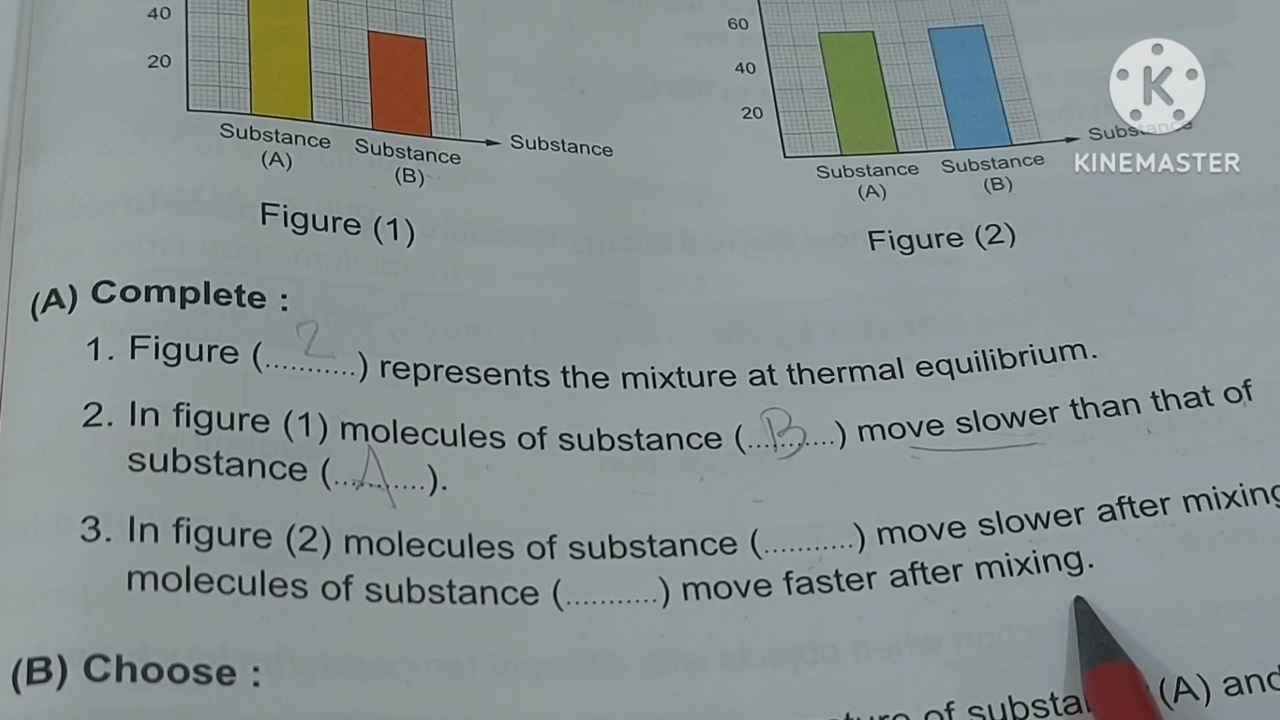 40
20
Substance
(A)
Substance
(B)
Substance
Figure (1)
60
40
20
Substance
(A)
Substance
(B)
Substance
Figure (2)
K
KINEMASTER
(A) Complete :
1. Figure (....2....) represents the mixture at thermal equilibrium.
2. In figure (1) molecules of substance (...B...) move slower than that of
substance (...A...).
3. In figure (2) molecules of substance (...........) move slower after mixing
molecules of substance (...........) move faster after mixing.
(B) Choose :
of substa (A) and